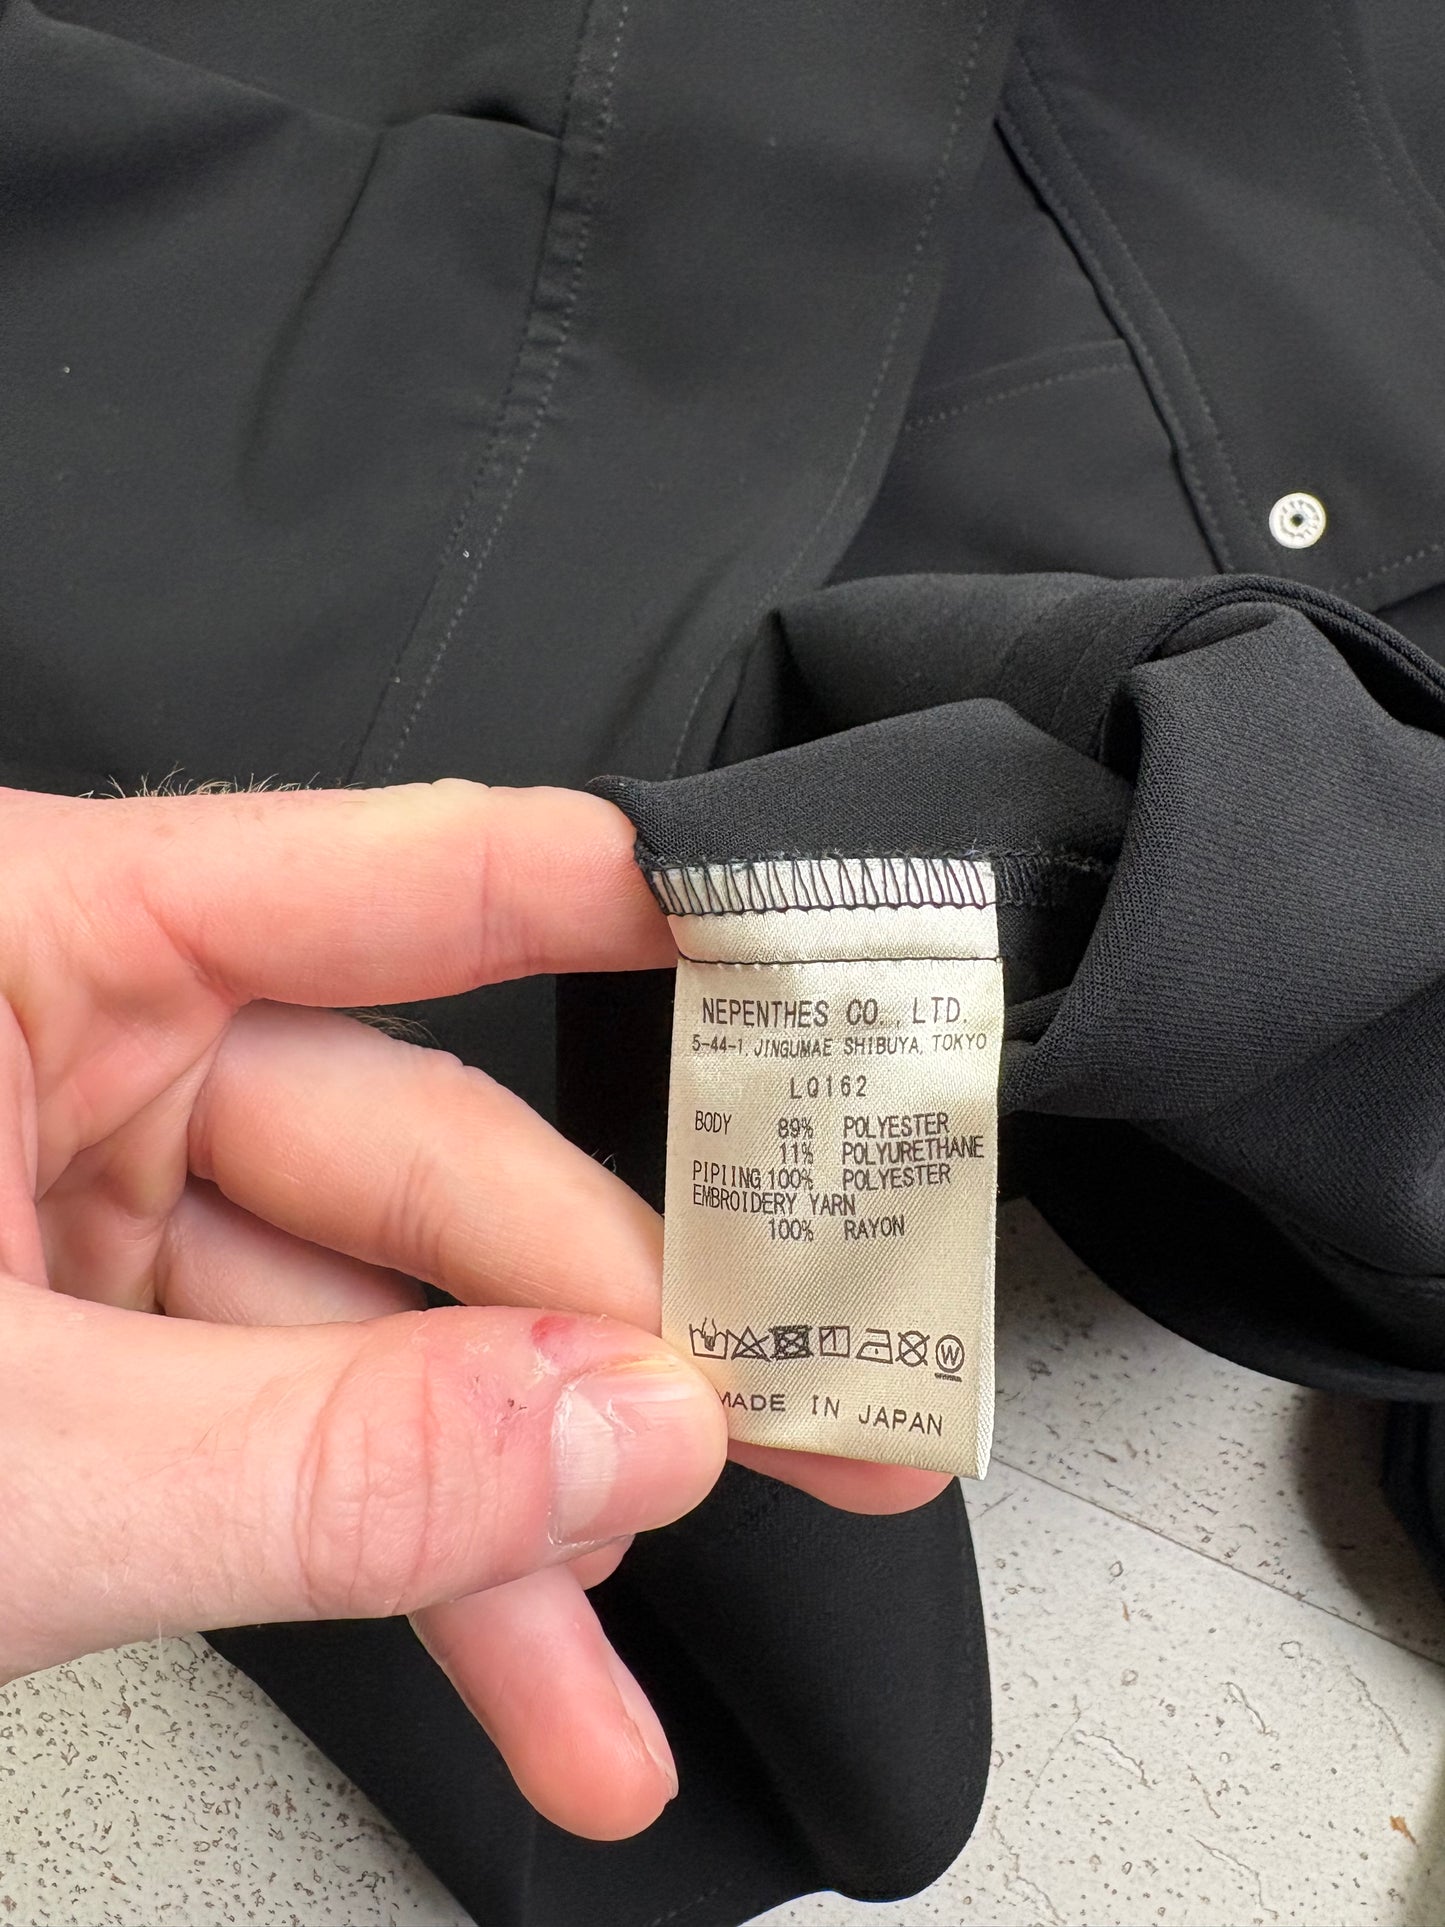 NEPENTHES CO., LTD.
5-44-1, JINGUMAE SHIBUYA, TOKYO
LQ162
BODY 89% POLYESTER
11% POLYURETHANE
PIPIING 100% POLYESTER
EMBROIDERY YARN
100% RAYON
W
MADE IN JAPAN